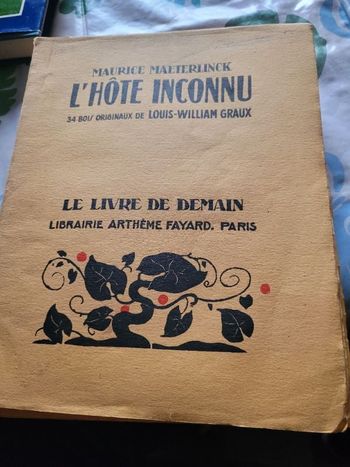 MAURICE MAETERLINCK
L'HÔTE INCONNU
34 BOIS ORIGINAUX DE LOUIS-WILLIAM GRAUX
LE LIVRE DE DEMAIN
LIBRAIRIE ARTHÈME FAYARD. PARIS